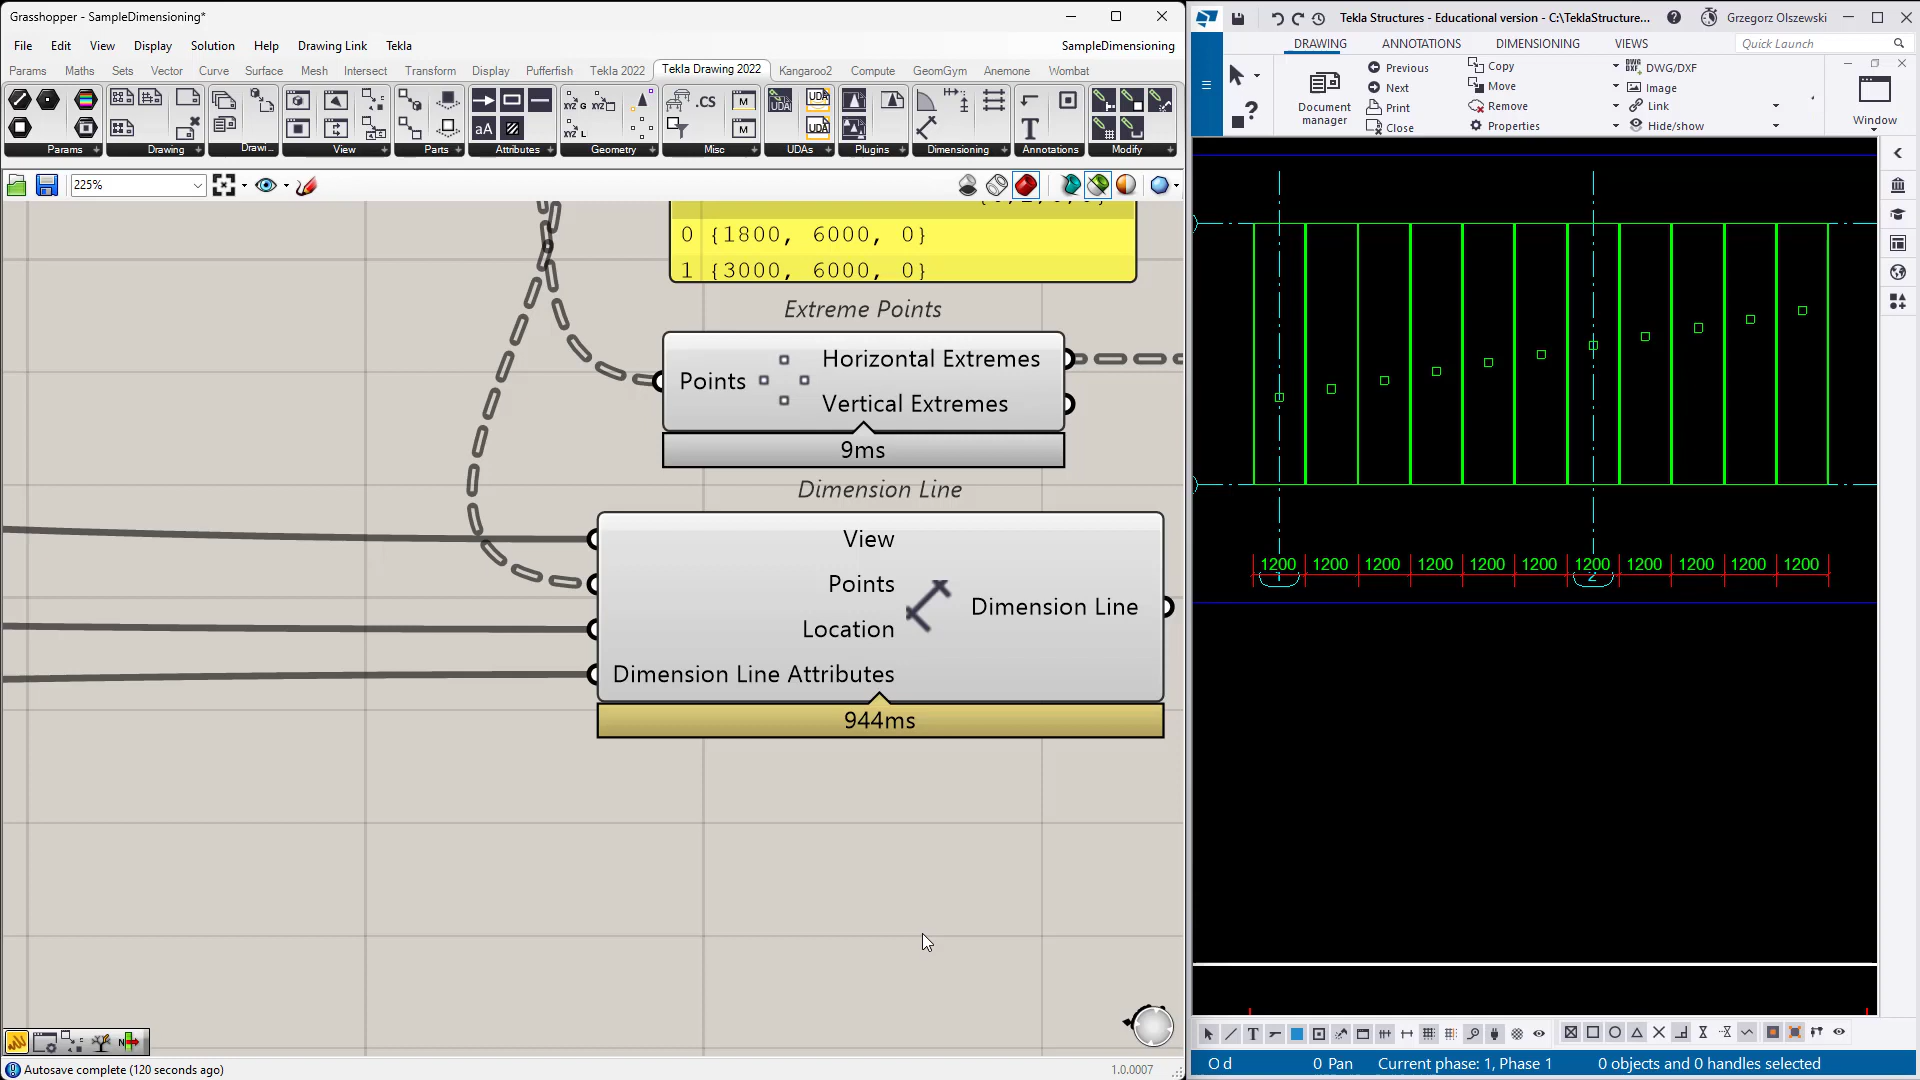 Grasshopper - SampleDimensioning*
File Edit View Display Solution Help Drawing Link Tekla
SampleDimensioning
Params Maths Sets Vector Curve Surface Mesh Intersect Transform Display Pufferfish Tekla 2022 Tekla Drawing 2022 Kangaroo2 Compute GeomGym Anemone Wombat
Params Drawing Drawi... View Parts Attributes Geometry Misc UDAs Plugins Dimensioning Annotations Modify
225%
0 {1800, 6000, 0}
1 {3000, 6000, 0}
Extreme Points
Points
Horizontal Extremes
Vertical Extremes
9ms
Dimension Line
View
Points
Location
Dimension Line Attributes
Dimension Line
944ms
Autosave complete (120 seconds ago)
1.0.0007
Tekla Structures - Educational version - C:\TeklaStructure...
Grzegorz Olszewski
DRAWING ANNOTATIONS DIMENSIONING VIEWS
Quick Launch
Document manager
Previous
Next
Print
Close
Copy
Move
Remove
Properties
DWG/DXF
Image
Link
Hide/show
Window
1200 1200 1200 1200 1200 1200 1200 1200 1200 1200 1200
1 2
O d
0 Pan
Current phase: 1, Phase 1
0 objects and 0 handles selected